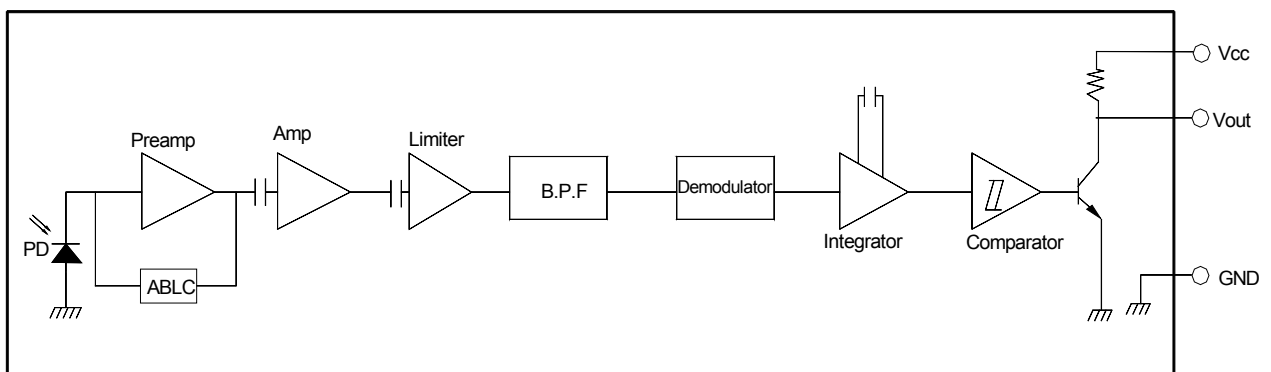 Preamp
Amp
Limiter
Vcc
Vout
B.P.F
Demodulator
PD
ABLC
Integrator
Comparator
GND